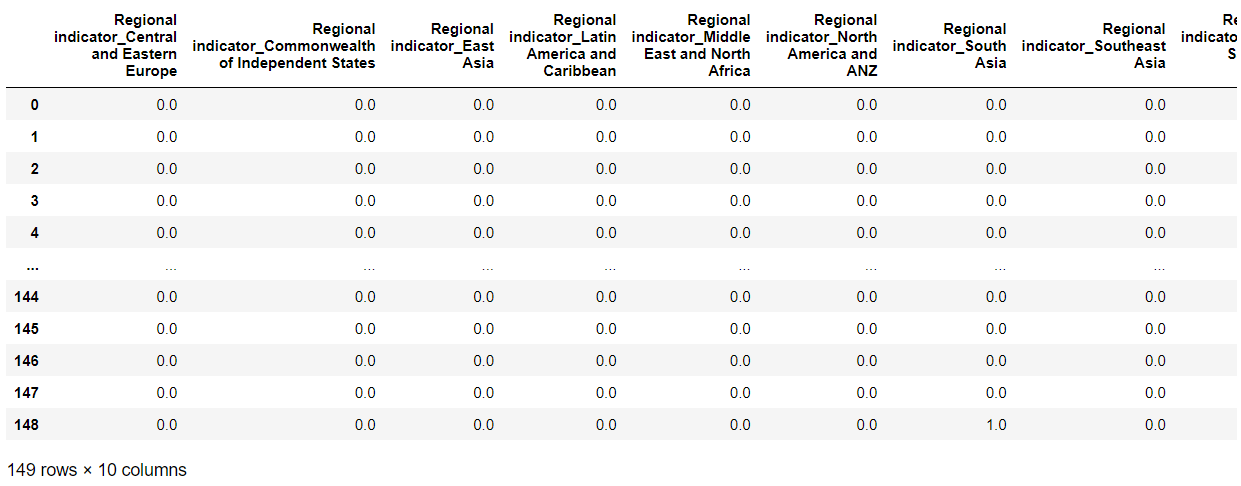 Regional indicator_Central and Eastern Europe Regional indicator_Commonwealth of Independent States Regional indicator_East Asia Regional indicator_Latin America and Caribbean Regional indicator_Middle East and North Africa Regional indicator_North America and ANZ Regional indicator_South Asia Regional indicator_Southeast Asia
0 0.0 0.0 0.0 0.0 0.0 0.0 0.0 0.0
1 0.0 0.0 0.0 0.0 0.0 0.0 0.0 0.0
2 0.0 0.0 0.0 0.0 0.0 0.0 0.0 0.0
3 0.0 0.0 0.0 0.0 0.0 0.0 0.0 0.0
4 0.0 0.0 0.0 0.0 0.0 0.0 0.0 0.0
... ... ... ... ... ... ... ... ...
144 0.0 0.0 0.0 0.0 0.0 0.0 0.0 0.0
145 0.0 0.0 0.0 0.0 0.0 0.0 0.0 0.0
146 0.0 0.0 0.0 0.0 0.0 0.0 0.0 0.0
147 0.0 0.0 0.0 0.0 0.0 0.0 0.0 0.0
148 0.0 0.0 0.0 0.0 0.0 0.0 1.0 0.0
149 rows × 10 columns